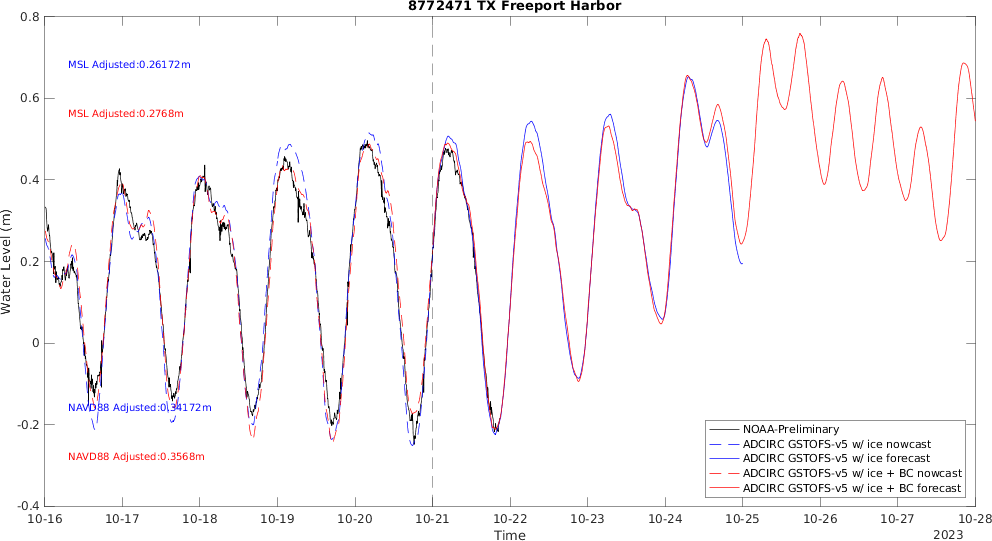 8772471 TX Freeport Harbor
0.8
0.6
0.4
0.2
0
-0.2
-0.4
Water Level (m)
MSL Adjusted:0.26172m
MSL Adjusted:0.2768m
NAVD88 Adjusted:0.34172m
NAVD88 Adjusted:0.3568m
NOAA-Preliminary
ADCIRC GSTOFS-v5 w/ ice nowcast
ADCIRC GSTOFS-v5 w/ ice forecast
ADCIRC GSTOFS-v5 w/ ice + BC nowcast
ADCIRC GSTOFS-v5 w/ ice + BC forecast
10-16 10-17 10-18 10-19 10-20 10-21 10-22 10-23 10-24 10-25 10-26 10-27 10-28
Time
2023